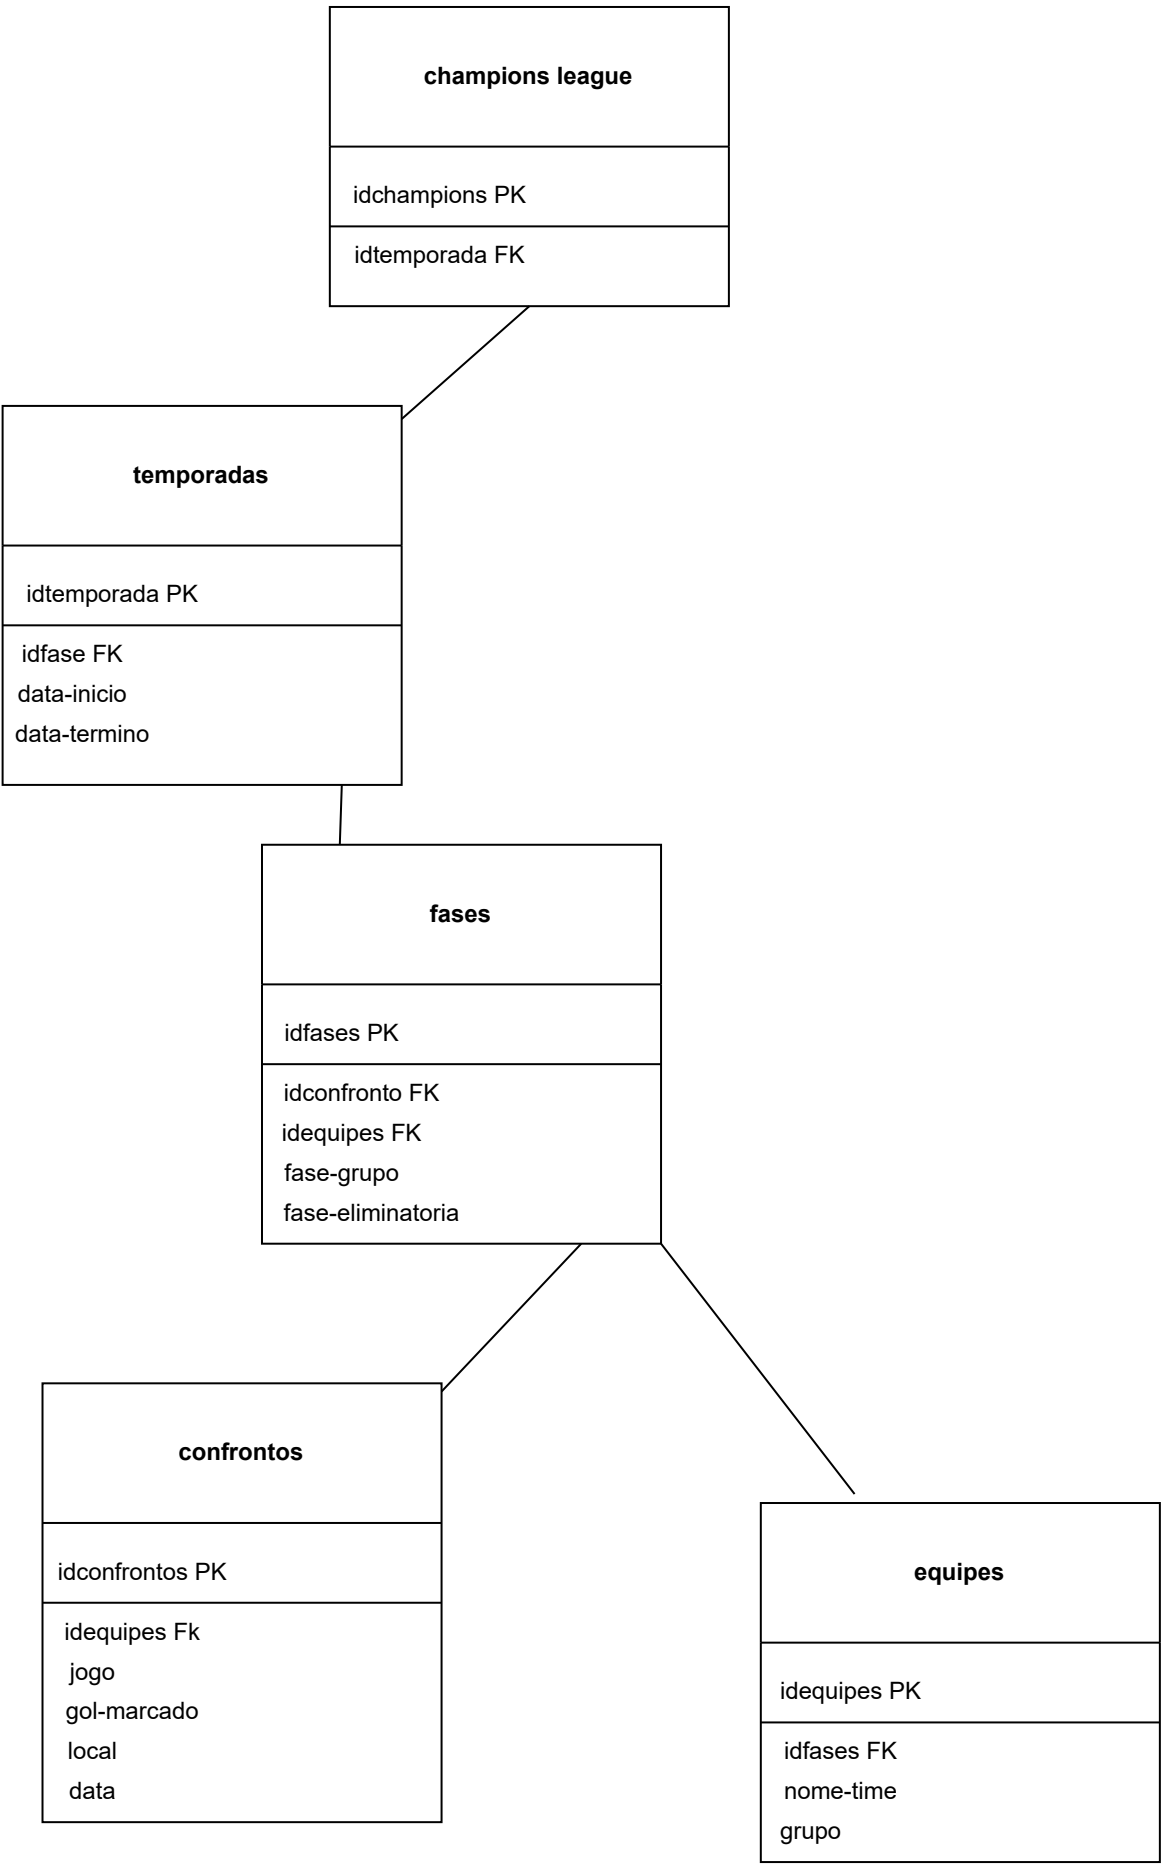 champions league
idchampions PK
idtemporada FK
temporadas
idtemporada PK
idfase FK
data-inicio
data-termino
fases
idfases PK
idconfronto FK
idequipes FK
fase-grupo
fase-eliminatoria
confrontos
idconfrontos PK
idequipes Fk
jogo
gol-marcado
local
data
equipes
idequipes PK
idfases FK
nome-time
grupo